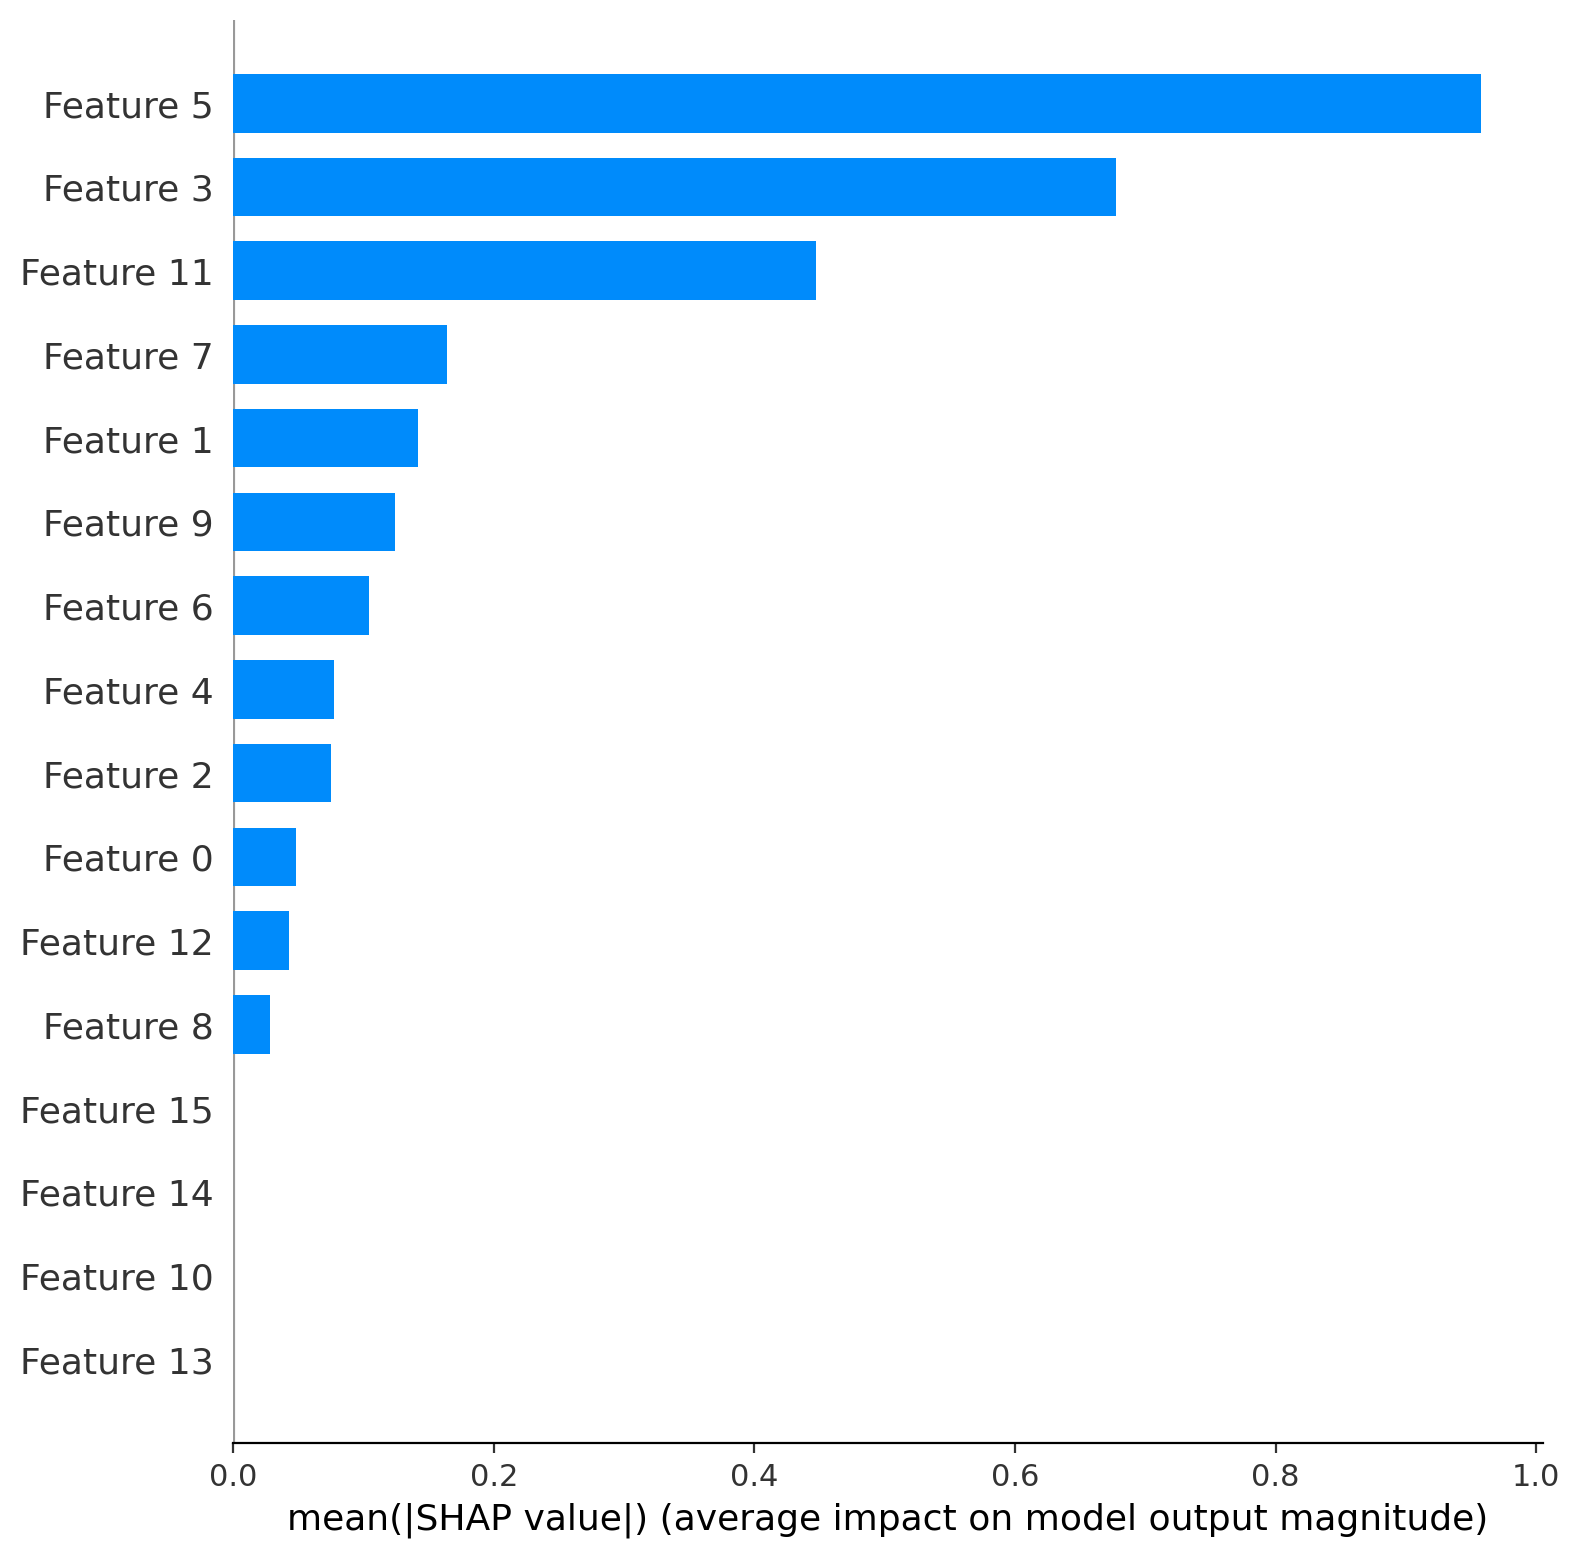 Feature 5
Feature 3
Feature 11
Feature 7
Feature 1
Feature 9
Feature 6
Feature 4
Feature 2
Feature 0
Feature 12
Feature 8
Feature 15
Feature 14
Feature 10
Feature 13
0.0 0.2 0.4 0.6 0.8 1.0
mean(|SHAP value|) (average impact on model output magnitude)